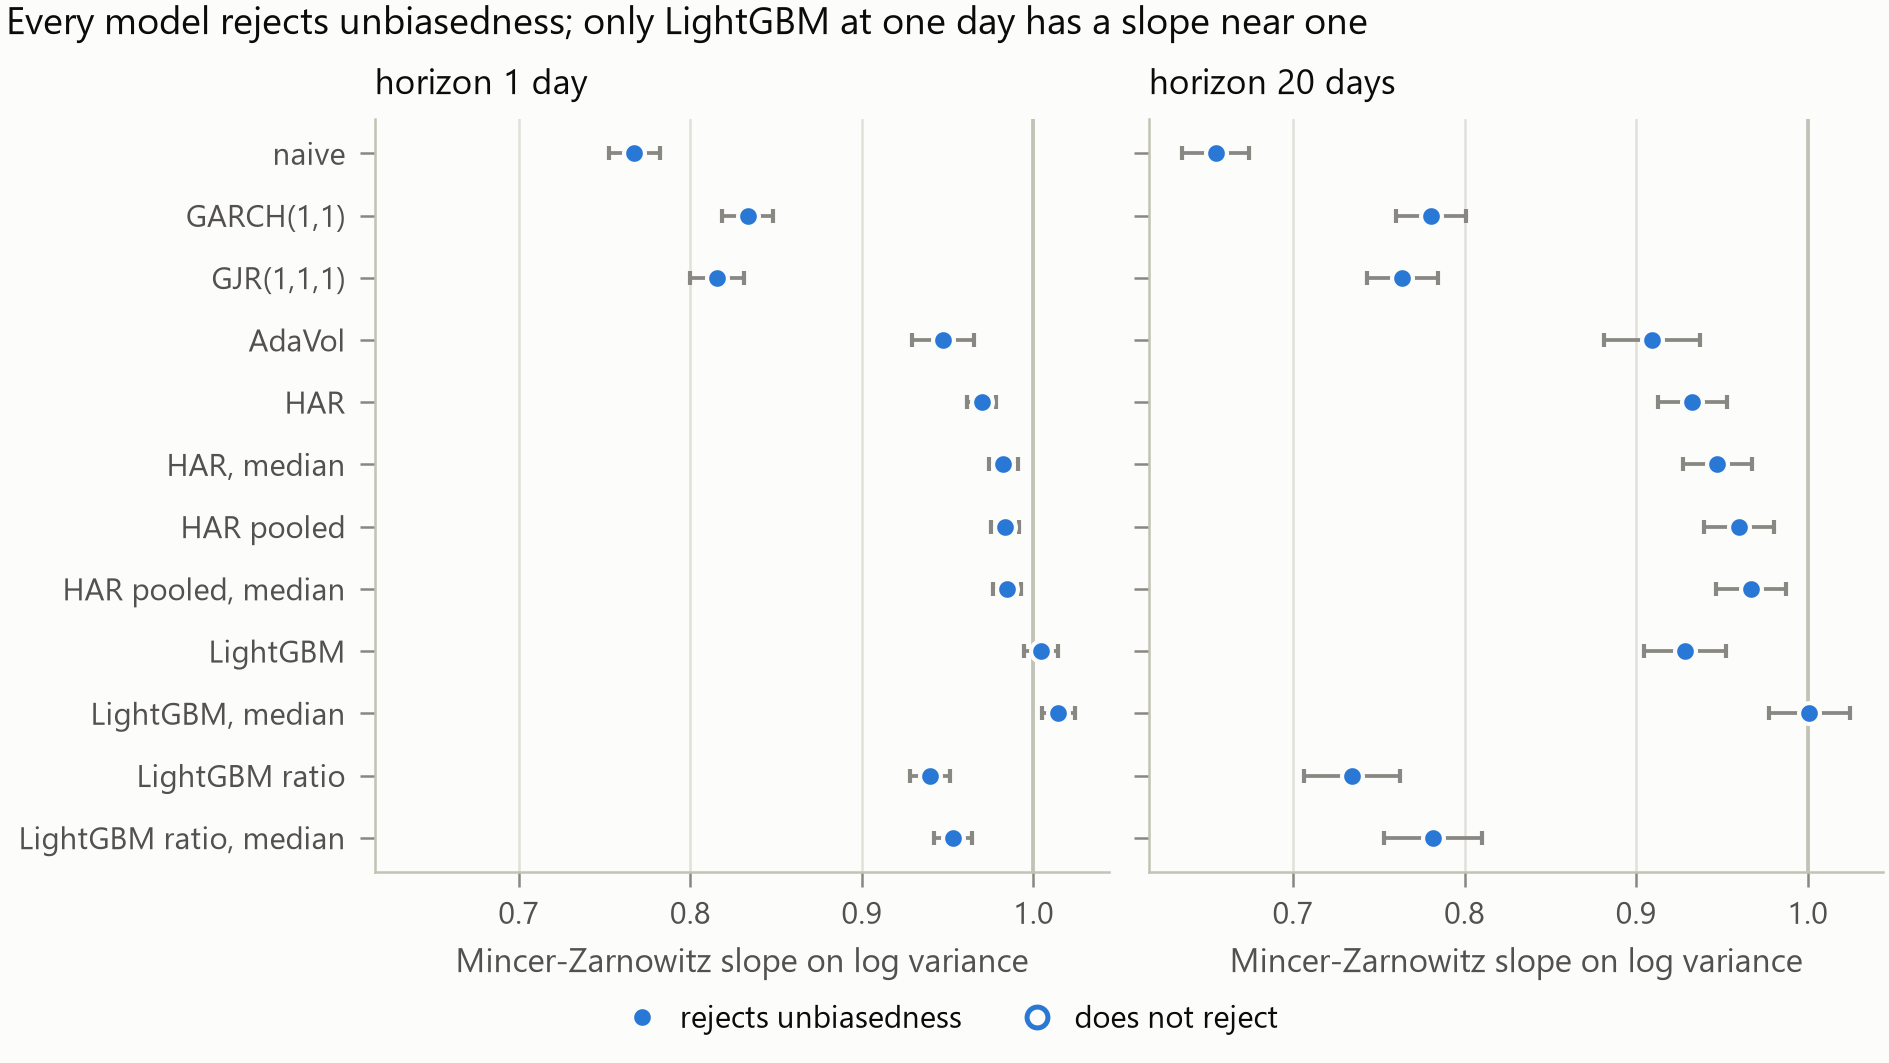 Every model rejects unbiasedness; only LightGBM at one day has a slope near one
horizon 1 day
horizon 20 days
naive
GARCH(1,1)
GJR(1,1,1)
AdaVol
HAR
HAR, median
HAR pooled
HAR pooled, median
LightGBM
LightGBM, median
LightGBM ratio
LightGBM ratio, median
0.7 0.8 0.9 1.0
0.7 0.8 0.9 1.0
Mincer-Zarnowitz slope on log variance
Mincer-Zarnowitz slope on log variance
rejects unbiasedness
does not reject